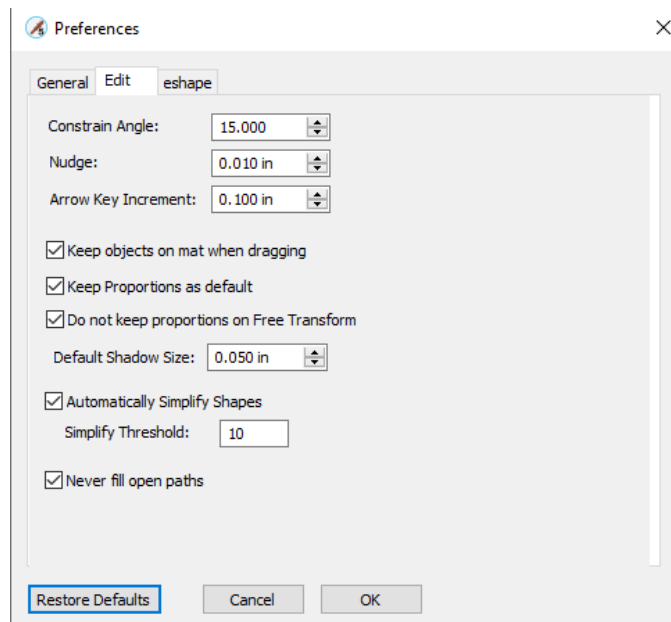 Preferences
General Edit eshape
Constrain Angle: 15.000
Nudge: 0.010 in
Arrow Key Increment: 0.100 in
Keep objects on mat when dragging
Keep Proportions as default
Do not keep proportions on Free Transform
Default Shadow Size: 0.050 in
Automatically Simplify Shapes
Simplify Threshold: 10
Never fill open paths
Restore Defaults Cancel OK